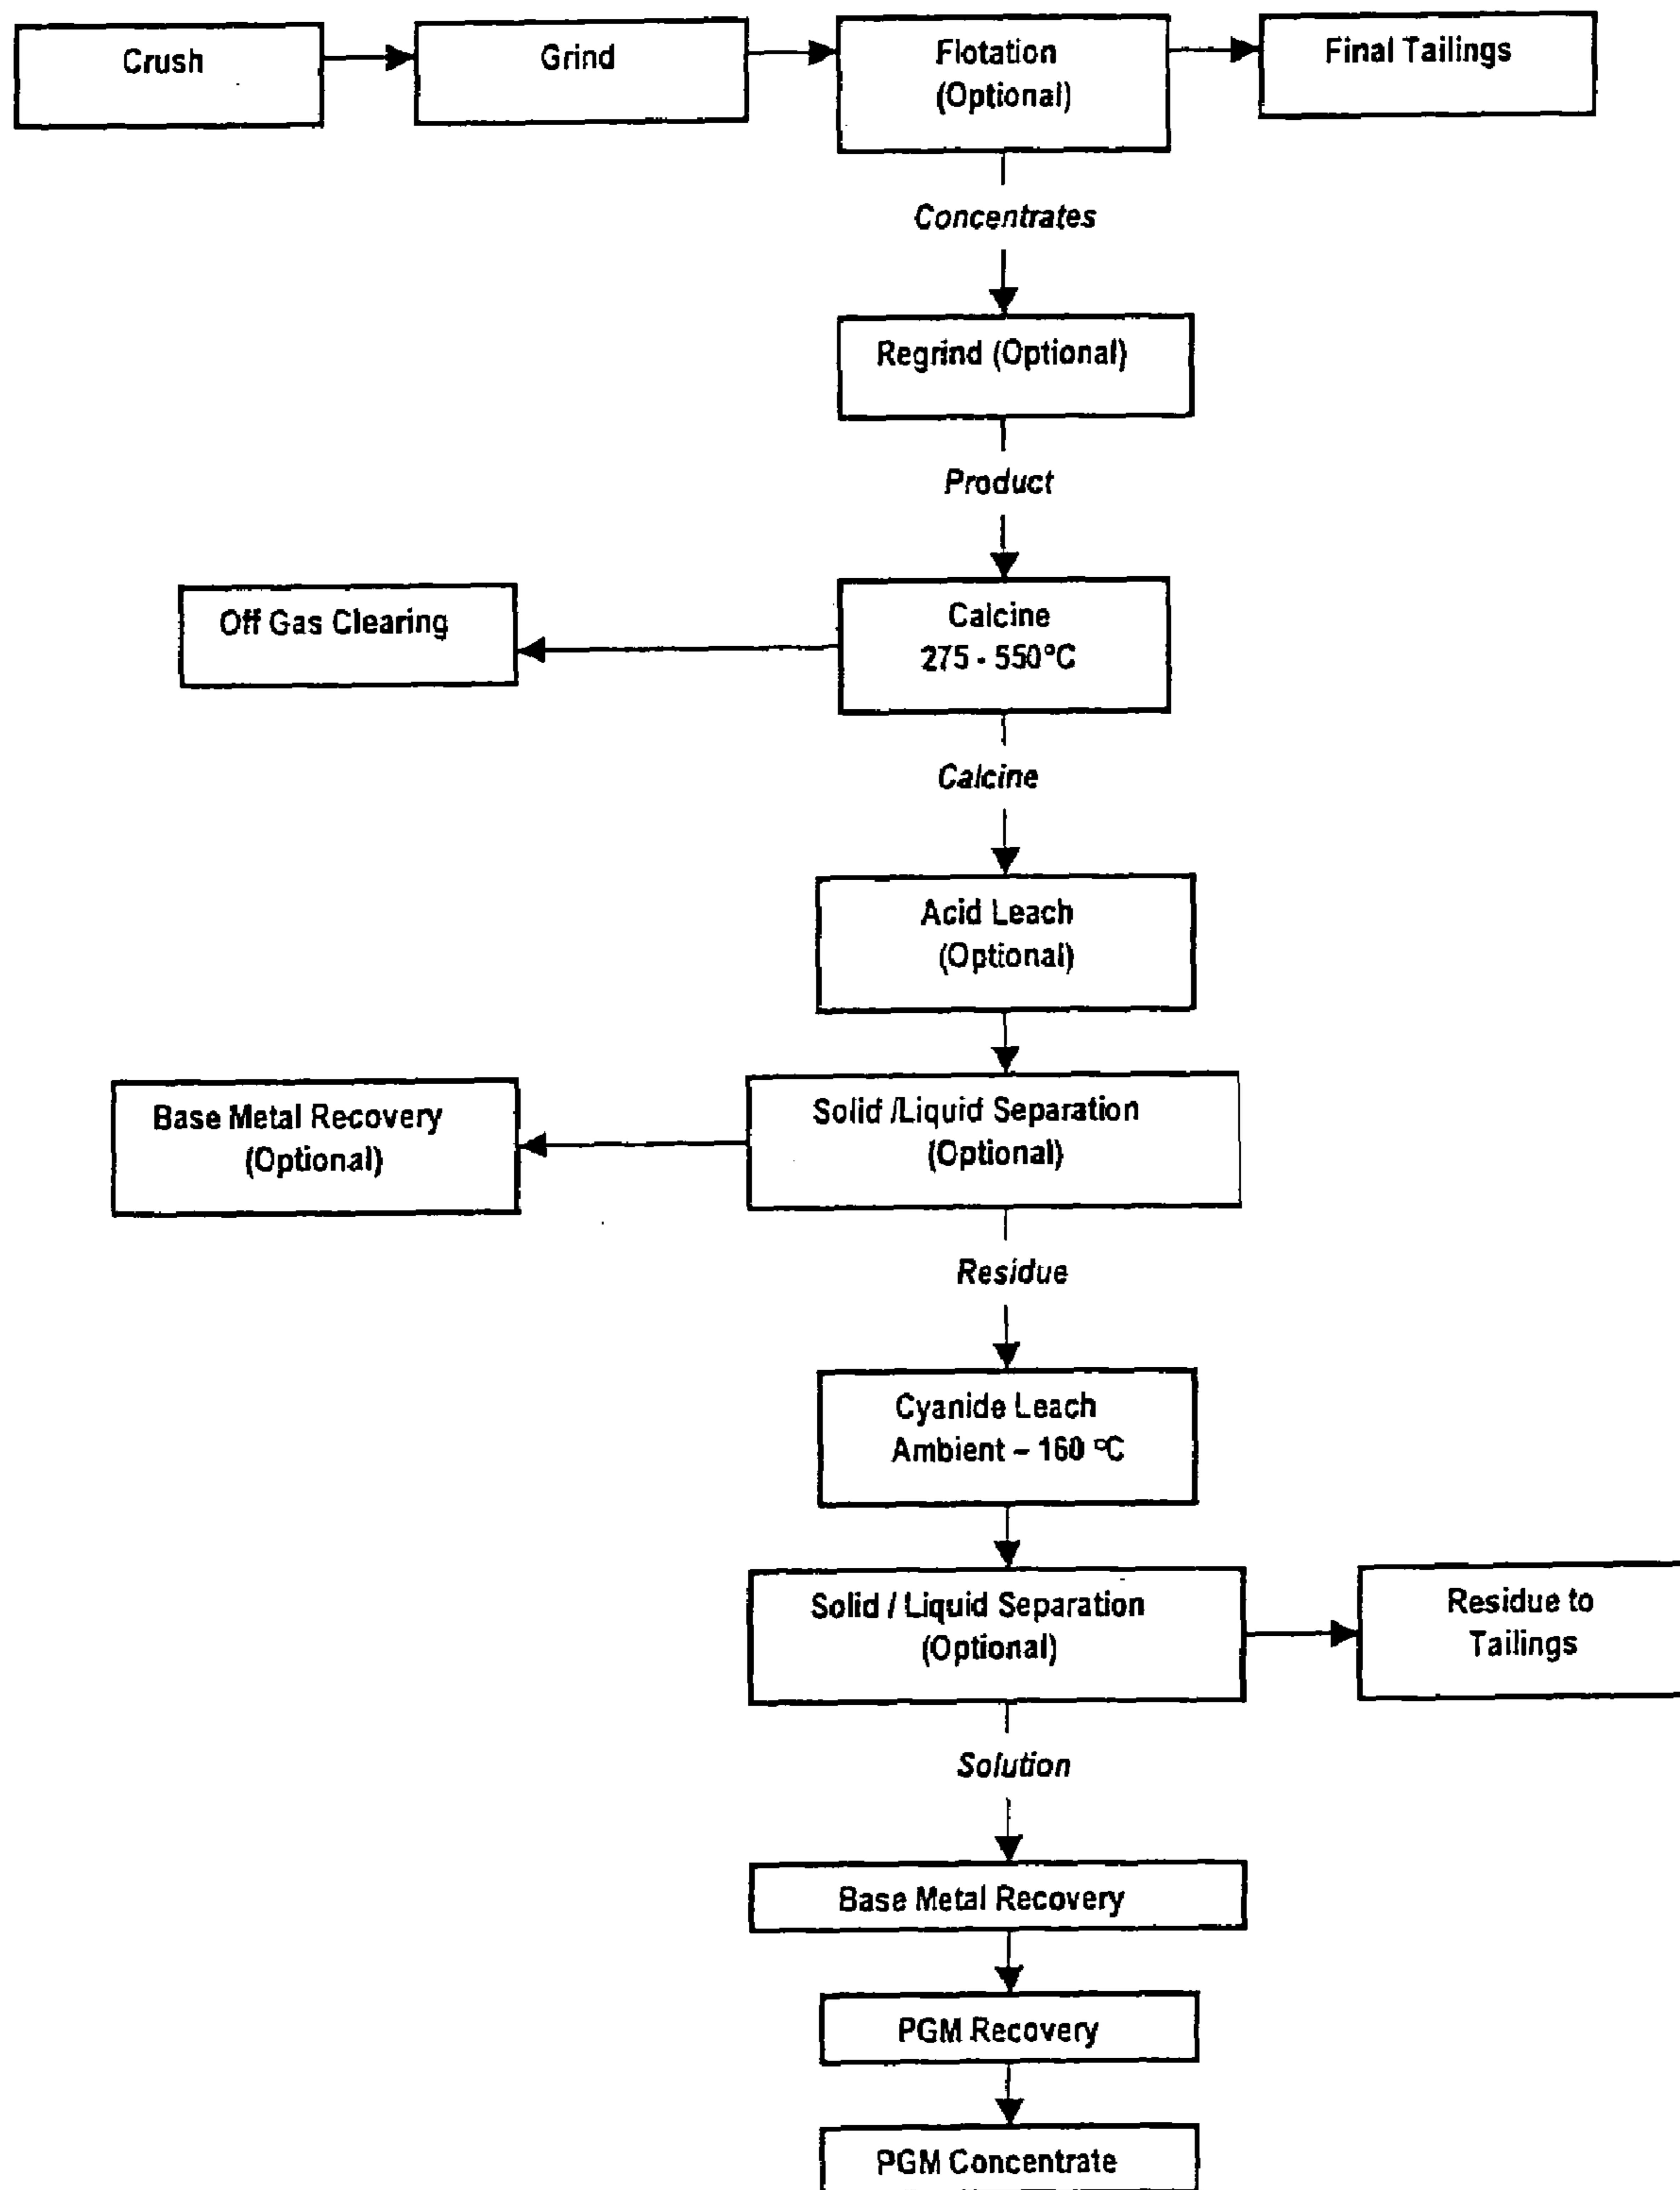 Crush
Grind
Flotation
(Optional)
Final Tailings
Concentrates
Regrind (Optional)
Product
Off Gas Clearing
Calcine
275 - 550°C
Calcine
Acid Leach
(Optional)
Base Metal Recovery
(Optional)
Solid /Liquid Separation
(Optional)
Residue
Cyanide Leach
Ambient – 160 °C
Solid / Liquid Separation
(Optional)
Residue to
Tailings
Solution
Base Metal Recovery
PGM Recovery
PGM Concentrate